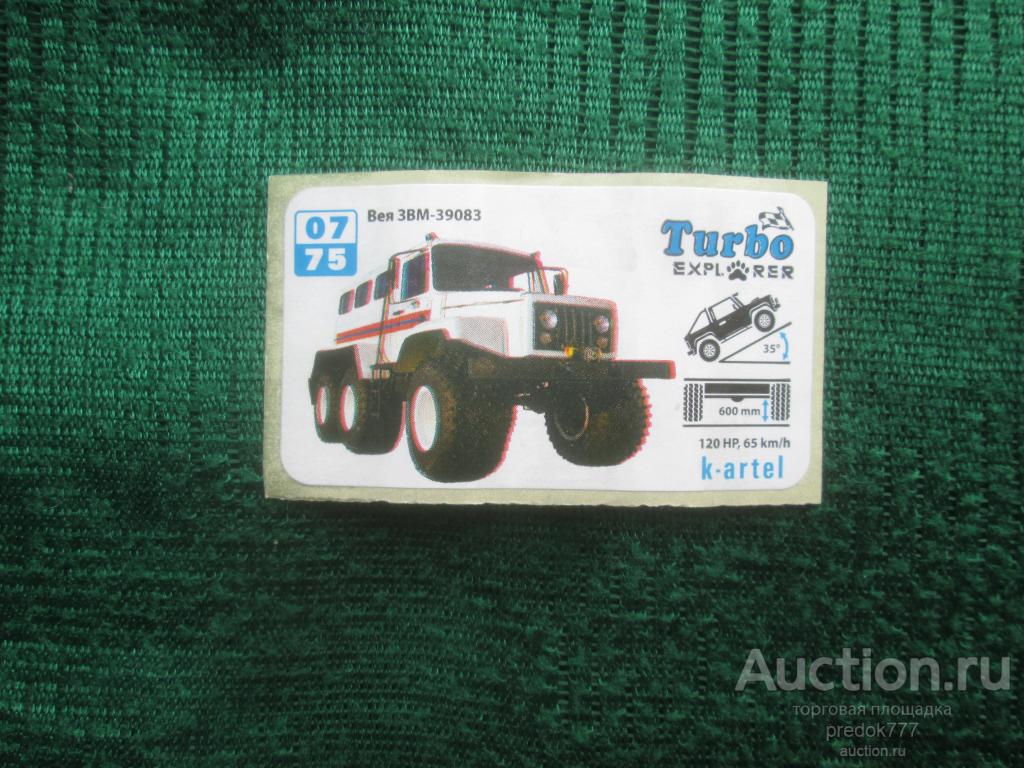 07
75
Вея ЗВМ-39083
Turbo
EXPLORER
35°
600 mm
120 HP, 65 km/h
k-artel
Auction.ru
торговая площадка
predok777
auction.ru